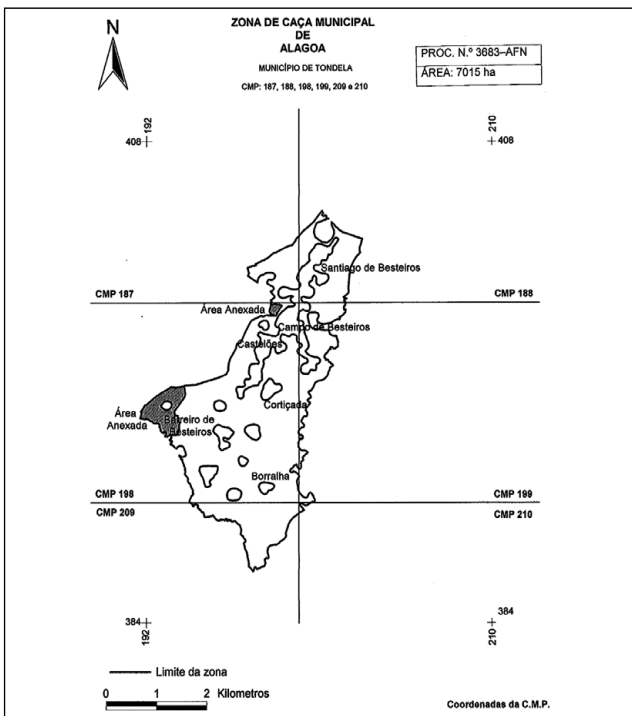 N
ZONA DE CAÇA MUNICIPAL
DE
ALAGOA
MUNICÍPIO DE TONDELA
CMP: 187, 188, 198, 199, 209 e 210
PROC. N.º 3683–AFN
ÁREA: 7015 ha
192
408
210
408
Santiago de Besteiros
CMP 187
CMP 188
Área Anexada
Campo de Besteiros
Castelões
Cortiçada
Área
Anexada
Barreiro de
Besteiros
Borralha
CMP 198
CMP 199
CMP 209
CMP 210
384
192
384
210
Limite da zona
0 1 2 Kilometros
Coordenadas da C.M.P.